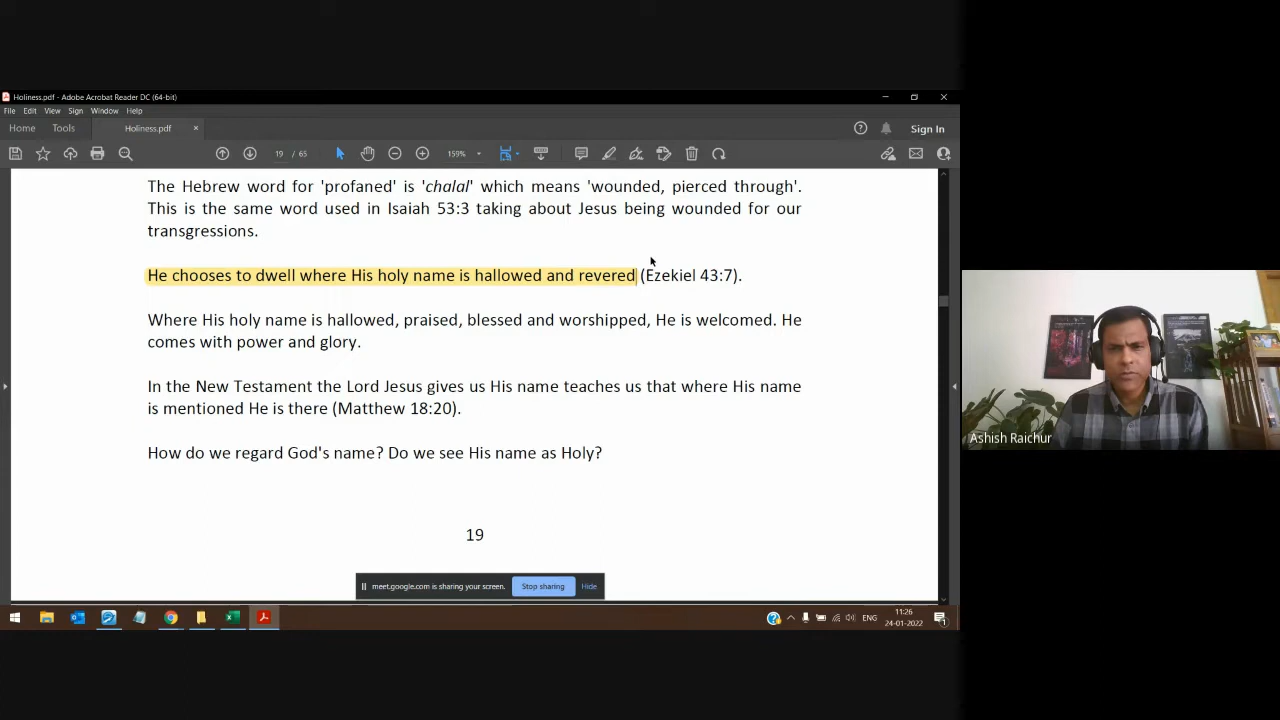 Holiness.pdf - Adobe Acrobat Reader DC (64-bit)
File Edit View Sign Window Help
Home Tools Holiness.pdf × Sign In
19 / 65 159%
The Hebrew word for 'profaned' is 'chalal' which means 'wounded, pierced through'.
This is the same word used in Isaiah 53:3 taking about Jesus being wounded for our
transgressions.
He chooses to dwell where His holy name is hallowed and revered (Ezekiel 43:7).
Where His holy name is hallowed, praised, blessed and worshipped, He is welcomed. He
comes with power and glory.
In the New Testament the Lord Jesus gives us His name teaches us that where His name
is mentioned He is there (Matthew 18:20).
How do we regard God's name? Do we see His name as Holy?
19
meet.google.com is sharing your screen. Stop sharing Hide
ENG
11:26
24-01-2022
Ashish Raichur